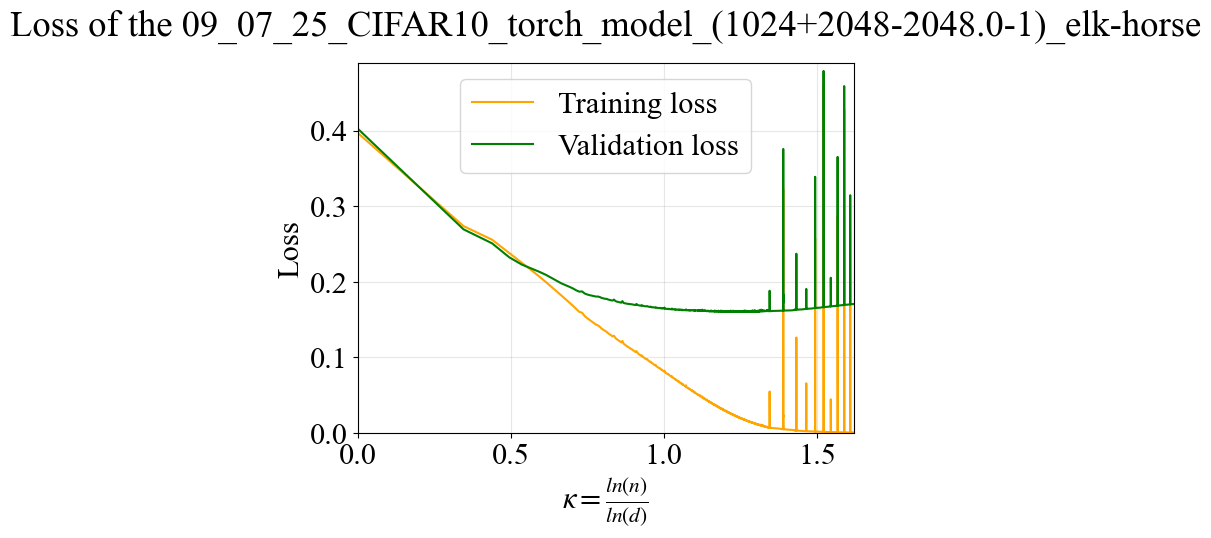 Loss of the 09_07_25_CIFAR10_torch_model_(1024+2048-2048.0-1)_elk-horse
Training loss
Validation loss
0.4
0.3
0.2
0.1
0.0
Loss
0.0 0.5 1.0 1.5
κ = ln(n)/ln(d)